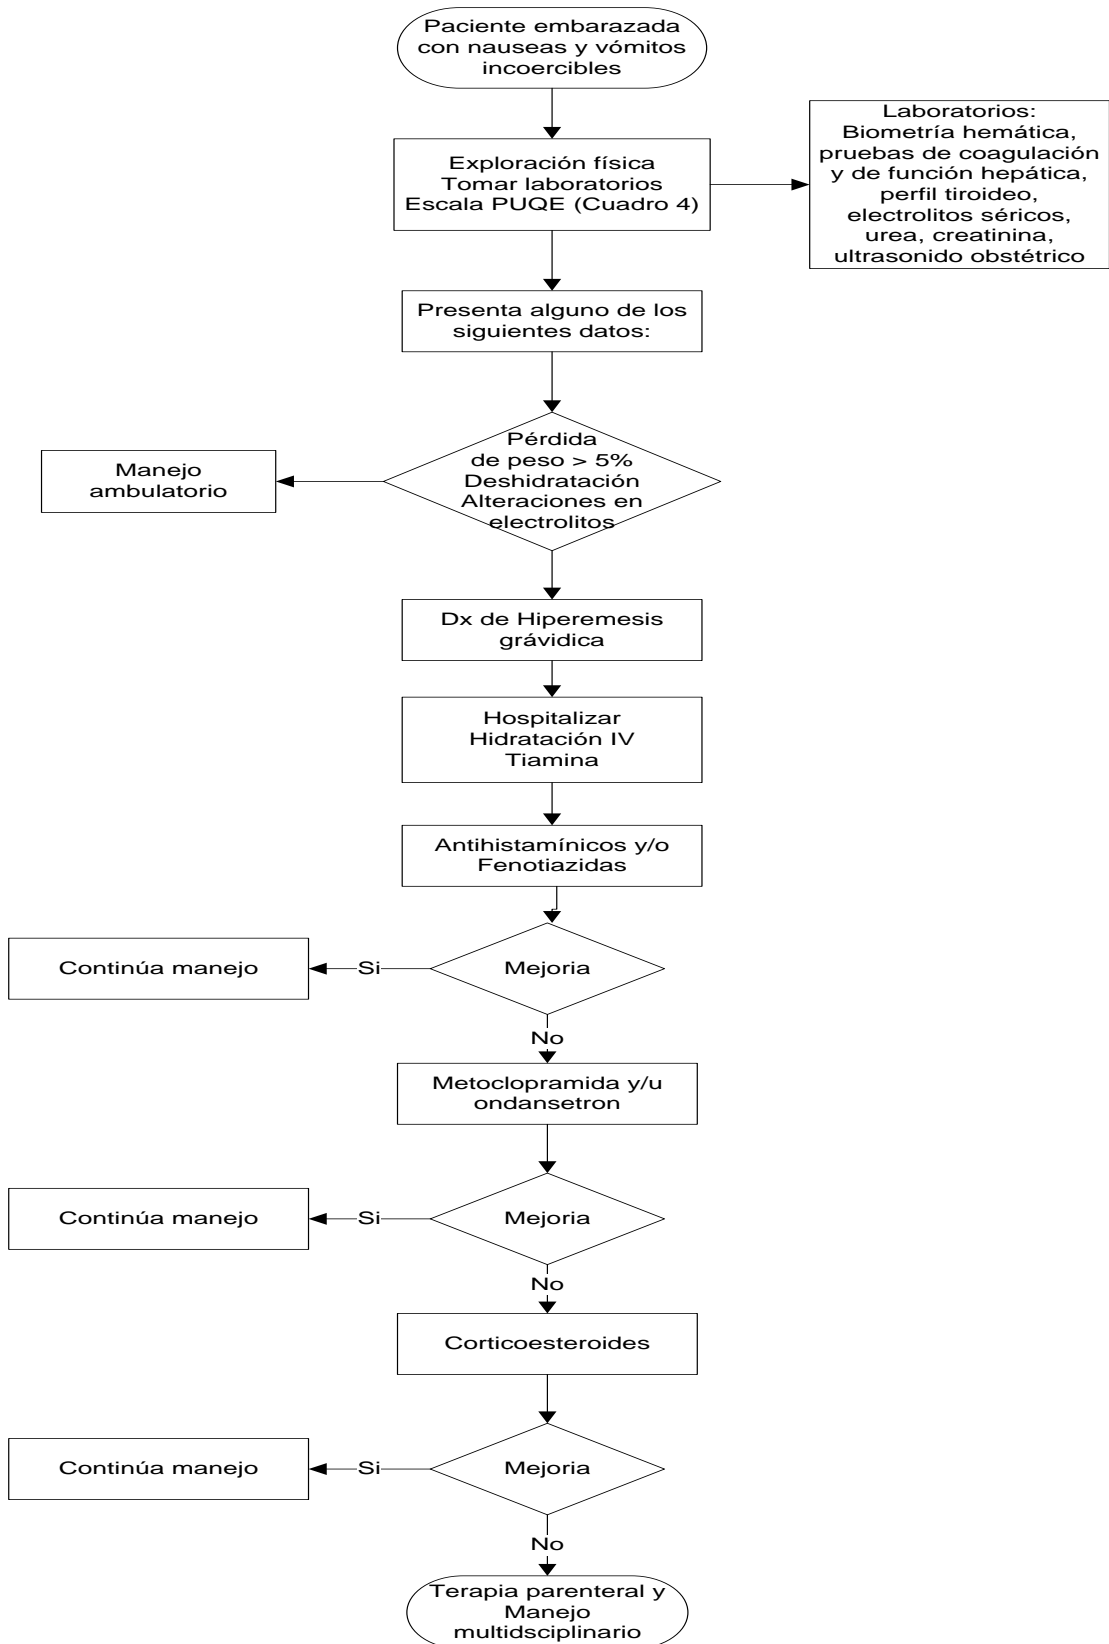 Paciente embarazada
con nauseas y vómitos
incoercibles
Exploración física
Tomar laboratorios
Escala PUQE (Cuadro 4)
Laboratorios:
Biometría hemática,
pruebas de coagulación
y de función hepática,
perfil tiroideo,
electrolitos séricos,
urea, creatinina,
ultrasonido obstétrico
Presenta alguno de los
siguientes datos:
Pérdida
de peso > 5%
Deshidratación
Alteraciones en
electrolitos
Manejo
ambulatorio
Dx de Hiperemesis
grávidica
Hospitalizar
Hidratación IV
Tiamina
Antihistamínicos y/o
Fenotiazidas
Mejoria
Si
Continúa manejo
No
Metoclopramida y/u
ondansetron
Mejoria
Si
Continúa manejo
No
Corticoesteroides
Mejoria
Si
Continúa manejo
No
Terapia parenteral y
Manejo
multidsciplinario